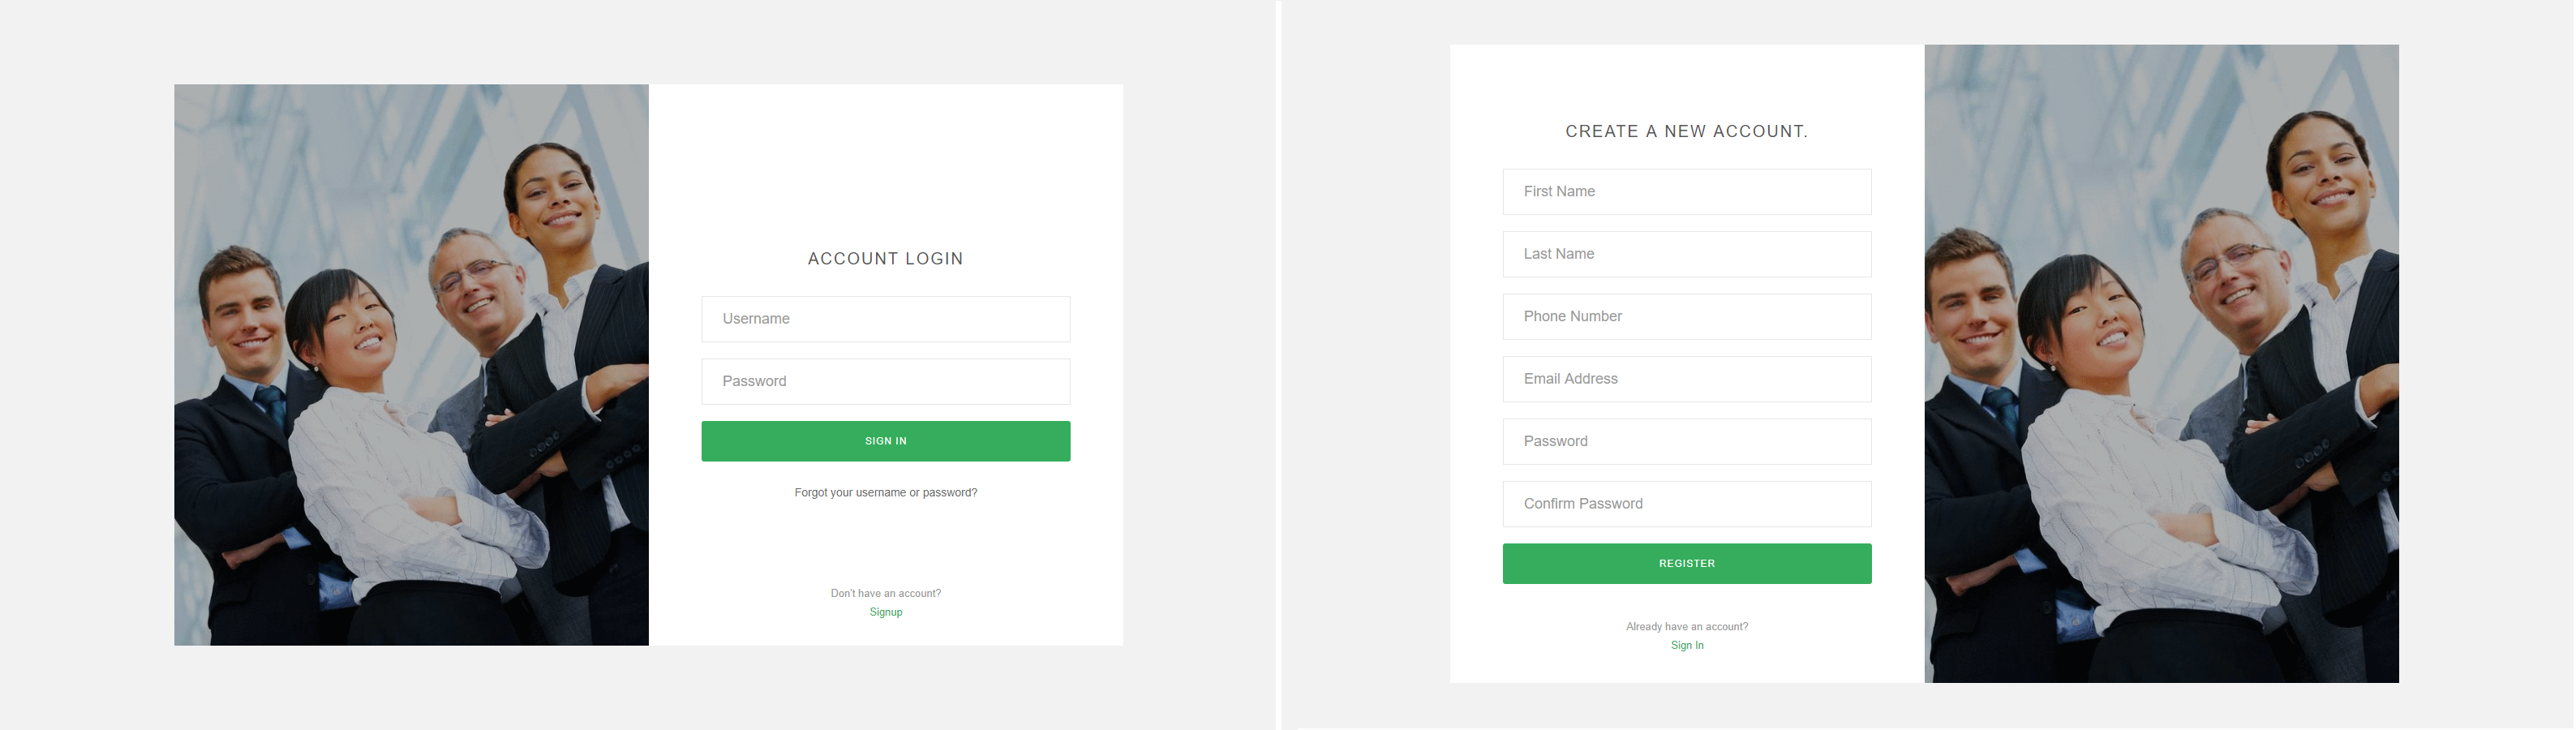 ACCOUNT LOGIN
Username
Password
SIGN IN
Forgot your username or password?
Don't have an account?
Signup
CREATE A NEW ACCOUNT.
First Name
Last Name
Phone Number
Email Address
Password
Confirm Password
REGISTER
Already have an account?
Sign In